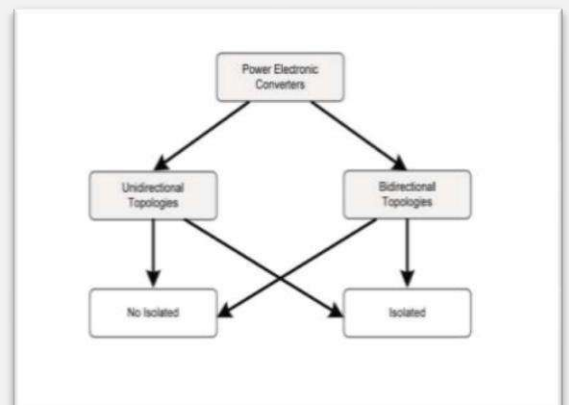 Power Electronic
Converters
Unidirectional
Topologies
Bidirectional
Topologies
No Isolated
Isolated